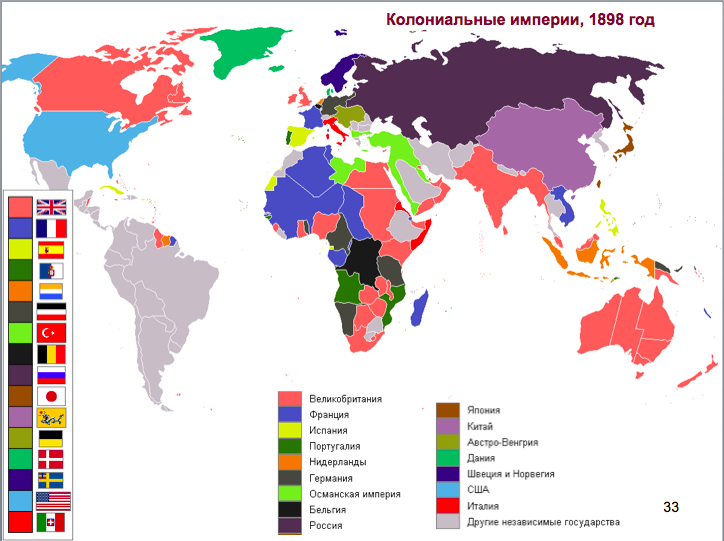 Колониальные империи, 1898 год
Великобритания
Франция
Испания
Португалия
Нидерланды
Германия
Османская империя
Бельгия
Россия
Япония
Китай
Австро-Венгрия
Дания
Швеция и Норвегия
США
Италия
Другие независимые государства
33